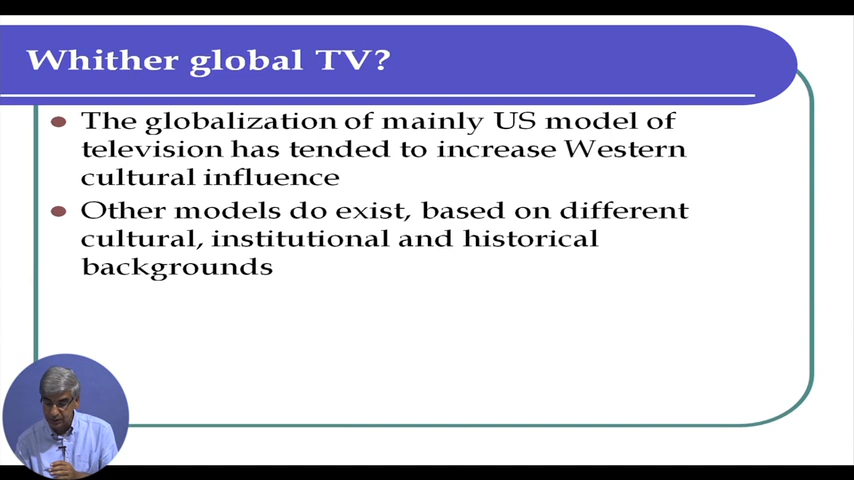 Whither global TV?
The globalization of mainly US model of
television has tended to increase Western
cultural influence
Other models do exist, based on different
cultural, institutional and historical
backgrounds